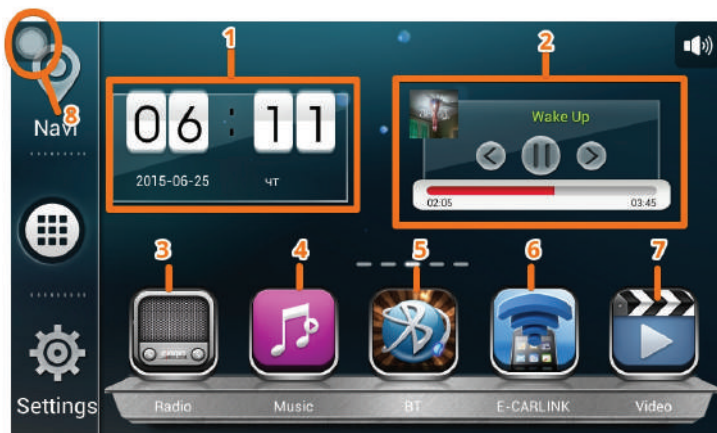 1
2
8
Navi
06 : 11
2015-06-25 чт
Wake Up
02:05 03:45
3
4
5
6
7
Radio
Music
BT
E-CARLINK
Video
Settings